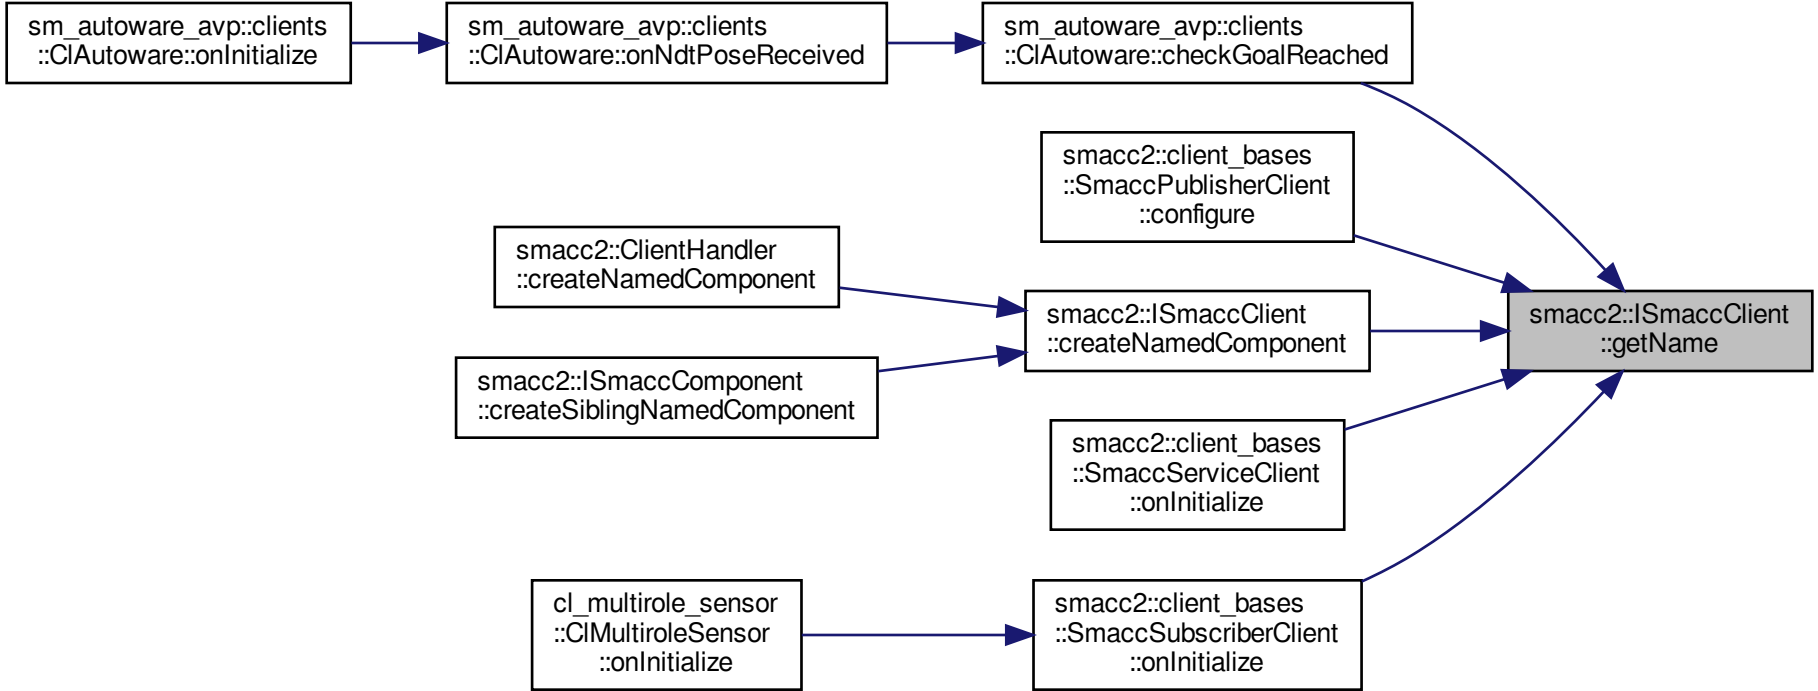 sm_autoware_avp::clients
::ClAutoware::onInitialize
sm_autoware_avp::clients
::ClAutoware::onNdtPoseReceived
sm_autoware_avp::clients
::ClAutoware::checkGoalReached
smacc2::client_bases
::SmaccPublisherClient
::configure
smacc2::ClientHandler
::createNamedComponent
smacc2::ISmaccClient
::createNamedComponent
smacc2::ISmaccClient
::getName
smacc2::ISmaccComponent
::createSiblingNamedComponent
smacc2::client_bases
::SmaccServiceClient
::onInitialize
cl_multirole_sensor
::ClMultiroleSensor
::onInitialize
smacc2::client_bases
::SmaccSubscriberClient
::onInitialize